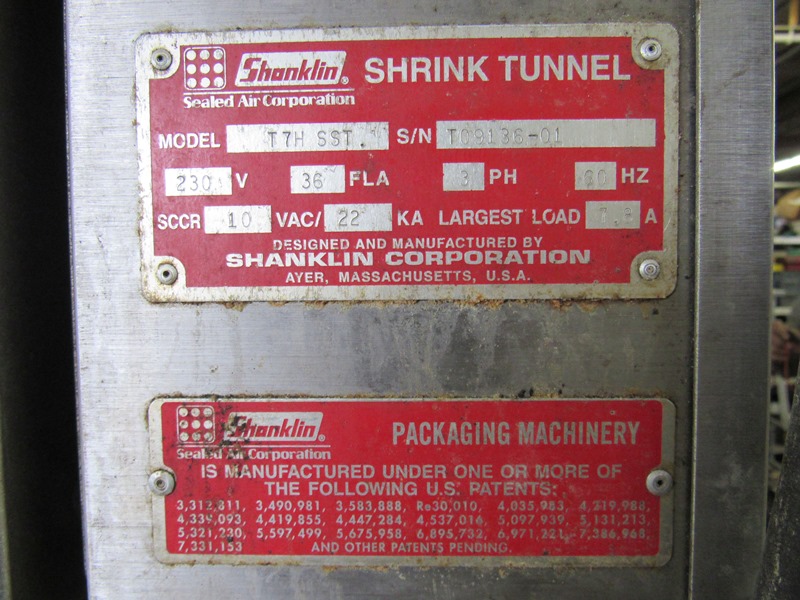 Shanklin® SHRINK TUNNEL
Sealed Air Corporation
MODEL T7H SST. S/N T09136-01
230 V 36 FLA 3 PH 60 HZ
SCCR 10 VAC/ 22 KA LARGEST LOAD 7.8 A
DESIGNED AND MANUFACTURED BY
SHANKLIN CORPORATION
AYER, MASSACHUSETTS, U.S.A.
Shanklin® PACKAGING MACHINERY
Sealed Air Corporation
IS MANUFACTURED UNDER ONE OR MORE OF
THE FOLLOWING U.S. PATENTS:
3,312,811, 3,490,981, 3,583,888, Re30,010, 4,035,983, 4,219,988,
4,339,093, 4,419,855, 4,447,284, 4,537,016, 5,097,939, 5,131,213,
5,321,230, 5,597,499, 5,675,958, 6,895,732, 6,971,221, 7,386,968,
7,331,153 AND OTHER PATENTS PENDING.